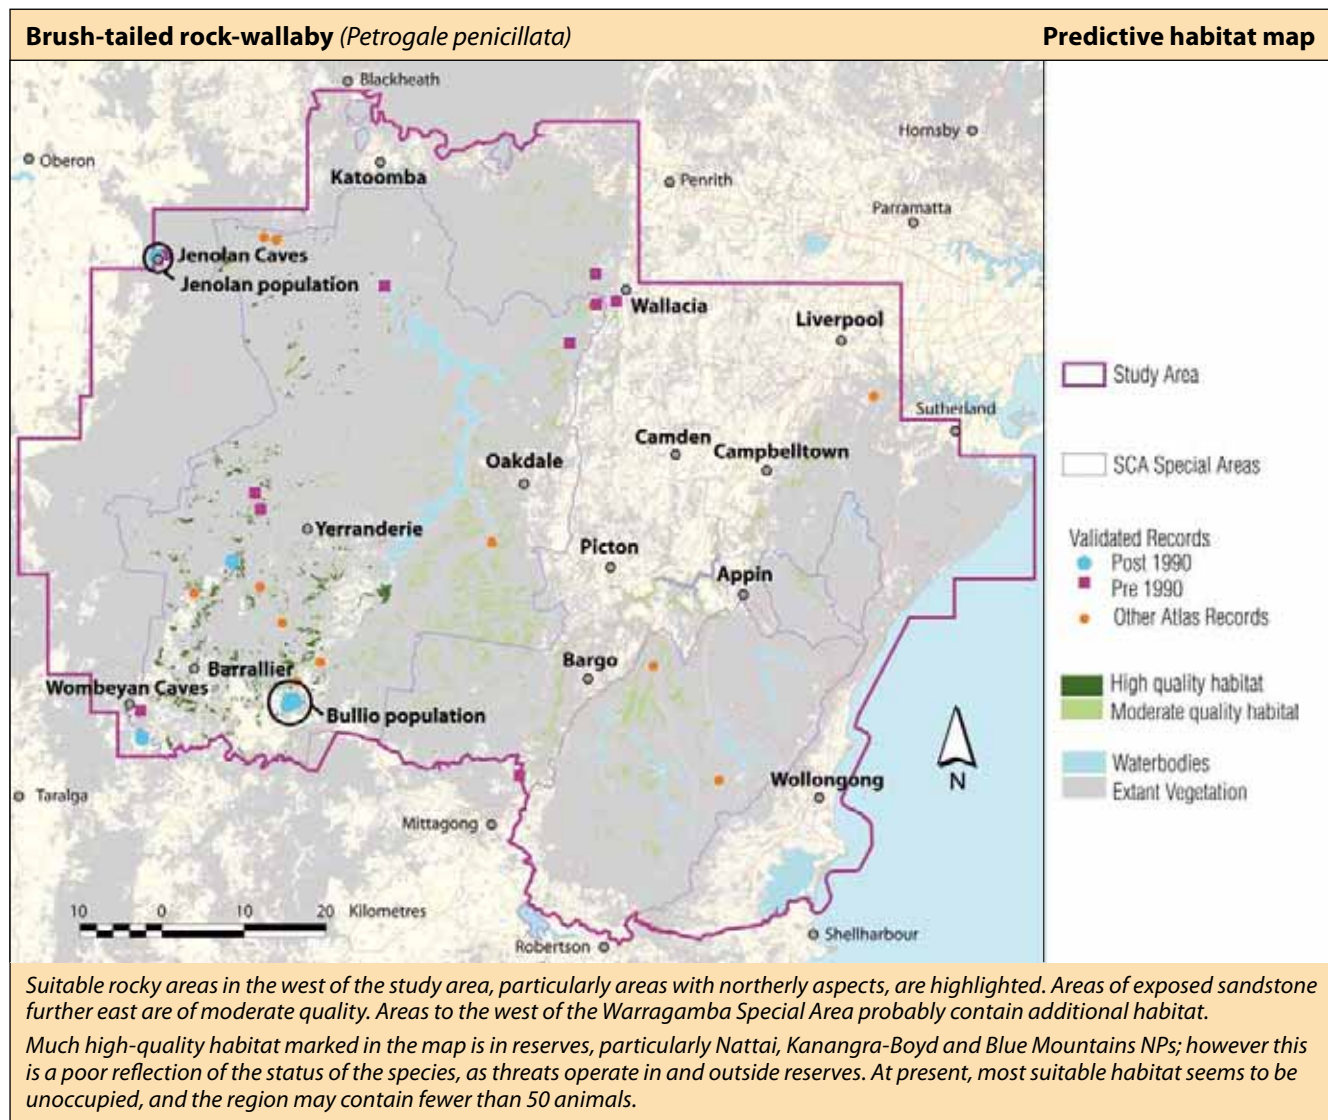 Brush-tailed rock-wallaby (Petrogale penicillata)
Predictive habitat map
Blackheath
Hornsby
Oberon
Katoomba
Penrith
Parramatta
Jenolan Caves
Jenolan population
Wallacia
Liverpool
Sutherland
Camden
Campbelltown
Oakdale
Yerranderie
Picton
Appin
Bargo
Barrallier
Wombeyan Caves
Bullio population
Wollongong
Taralga
Mittagong
N
10 0 10 20 Kilometres
Robertson
Shellharbour
Study Area
SCA Special Areas
Validated Records
Post 1990
Pre 1990
Other Atlas Records
High quality habitat
Moderate quality habitat
Waterbodies
Extant Vegetation
Suitable rocky areas in the west of the study area, particularly areas with northerly aspects, are highlighted. Areas of exposed sandstone
further east are of moderate quality. Areas to the west of the Warragamba Special Area probably contain additional habitat.
Much high-quality habitat marked in the map is in reserves, particularly Nattai, Kanangra-Boyd and Blue Mountains NPs; however this
is a poor reflection of the status of the species, as threats operate in and outside reserves. At present, most suitable habitat seems to be
unoccupied, and the region may contain fewer than 50 animals.